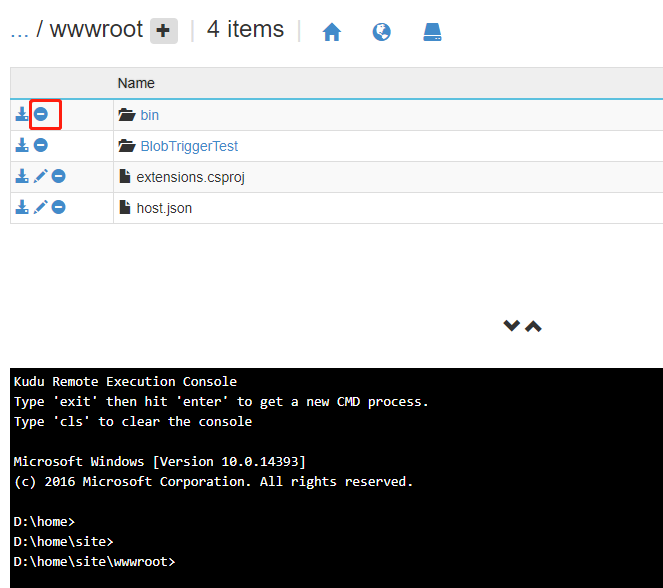 ... / wwwroot | 4 items |
Name
bin
BlobTriggerTest
extensions.csproj
host.json
Kudu Remote Execution Console
Type 'exit' then hit 'enter' to get a new CMD process.
Type 'cls' to clear the console
Microsoft Windows [Version 10.0.14393]
(c) 2016 Microsoft Corporation. All rights reserved.
D:\home>
D:\home\site>
D:\home\site\wwwroot>